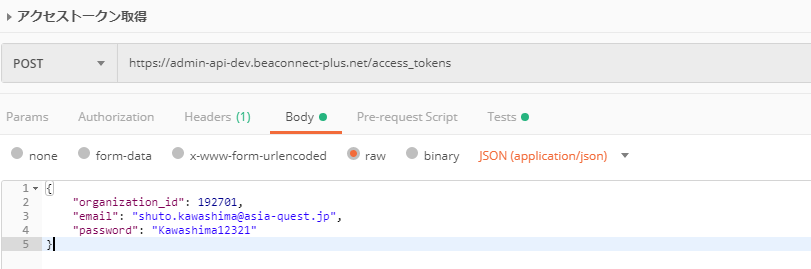 アクセストークン取得
POST https://admin-api-dev.beaconnect-plus.net/access_tokens
Params Authorization Headers (1) Body Pre-request Script Tests
none form-data x-www-form-urlencoded raw binary JSON (application/json)
1 {
2 "organization_id": 192701,
3 "email": "shuto.kawashima@asia-quest.jp",
4 "password": "Kawashima12321"
5 }